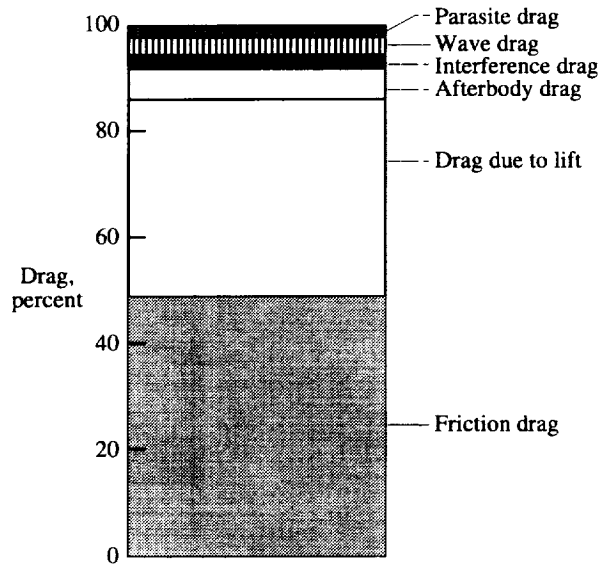 100
80
60
40
20
0
Drag,
percent
Parasite drag
Wave drag
Interference drag
Afterbody drag
Drag due to lift
Friction drag